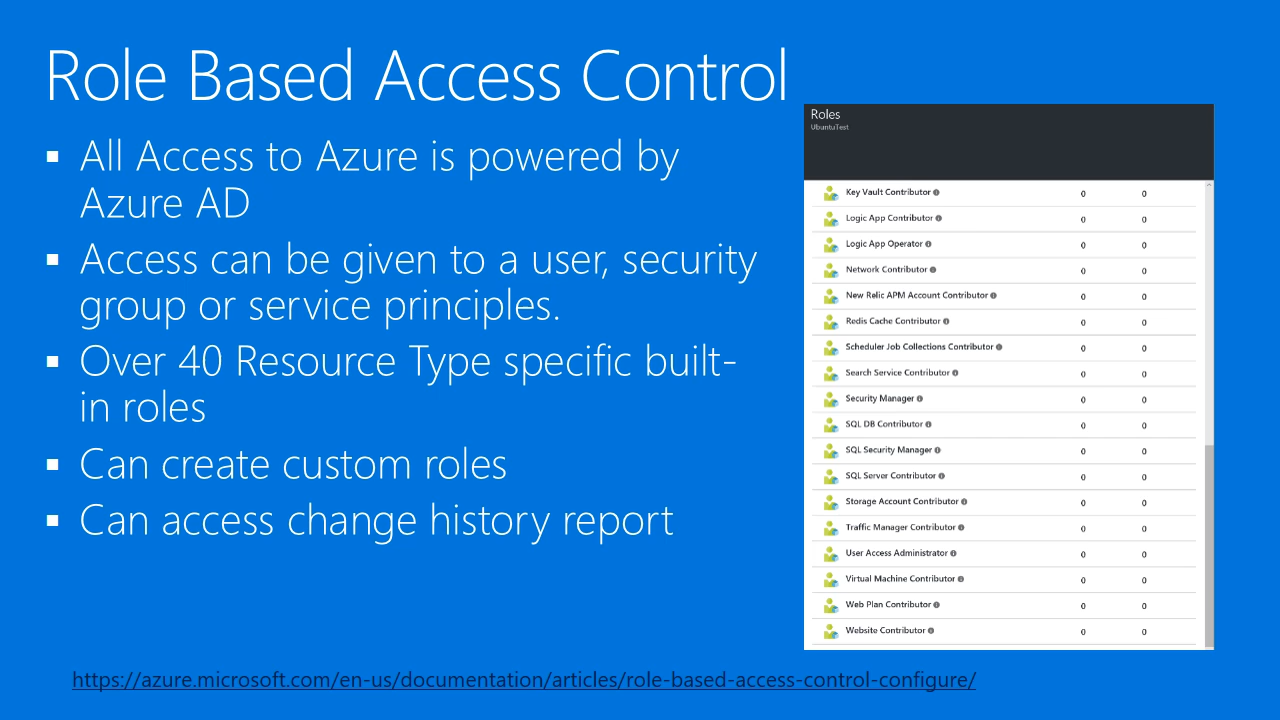 Role Based Access Control
▪ All Access to Azure is powered by
Azure AD
▪ Access can be given to a user, security
group or service principles.
▪ Over 40 Resource Type specific built-
in roles
▪ Can create custom roles
▪ Can access change history report
Roles
UbuntuTest
Key Vault Contributor 0 0
Logic App Contributor 0 0
Logic App Operator 0 0
Network Contributor 0 0
New Relic APM Account Contributor 0 0
Redis Cache Contributor 0 0
Scheduler Job Collections Contributor 0 0
Search Service Contributor 0 0
Security Manager 0 0
SQL DB Contributor 0 0
SQL Security Manager 0 0
SQL Server Contributor 0 0
Storage Account Contributor 0 0
Traffic Manager Contributor 0 0
User Access Administrator 0 0
Virtual Machine Contributor 0 0
Web Plan Contributor 0 0
Website Contributor 0 0
https://azure.microsoft.com/en-us/documentation/articles/role-based-access-control-configure/